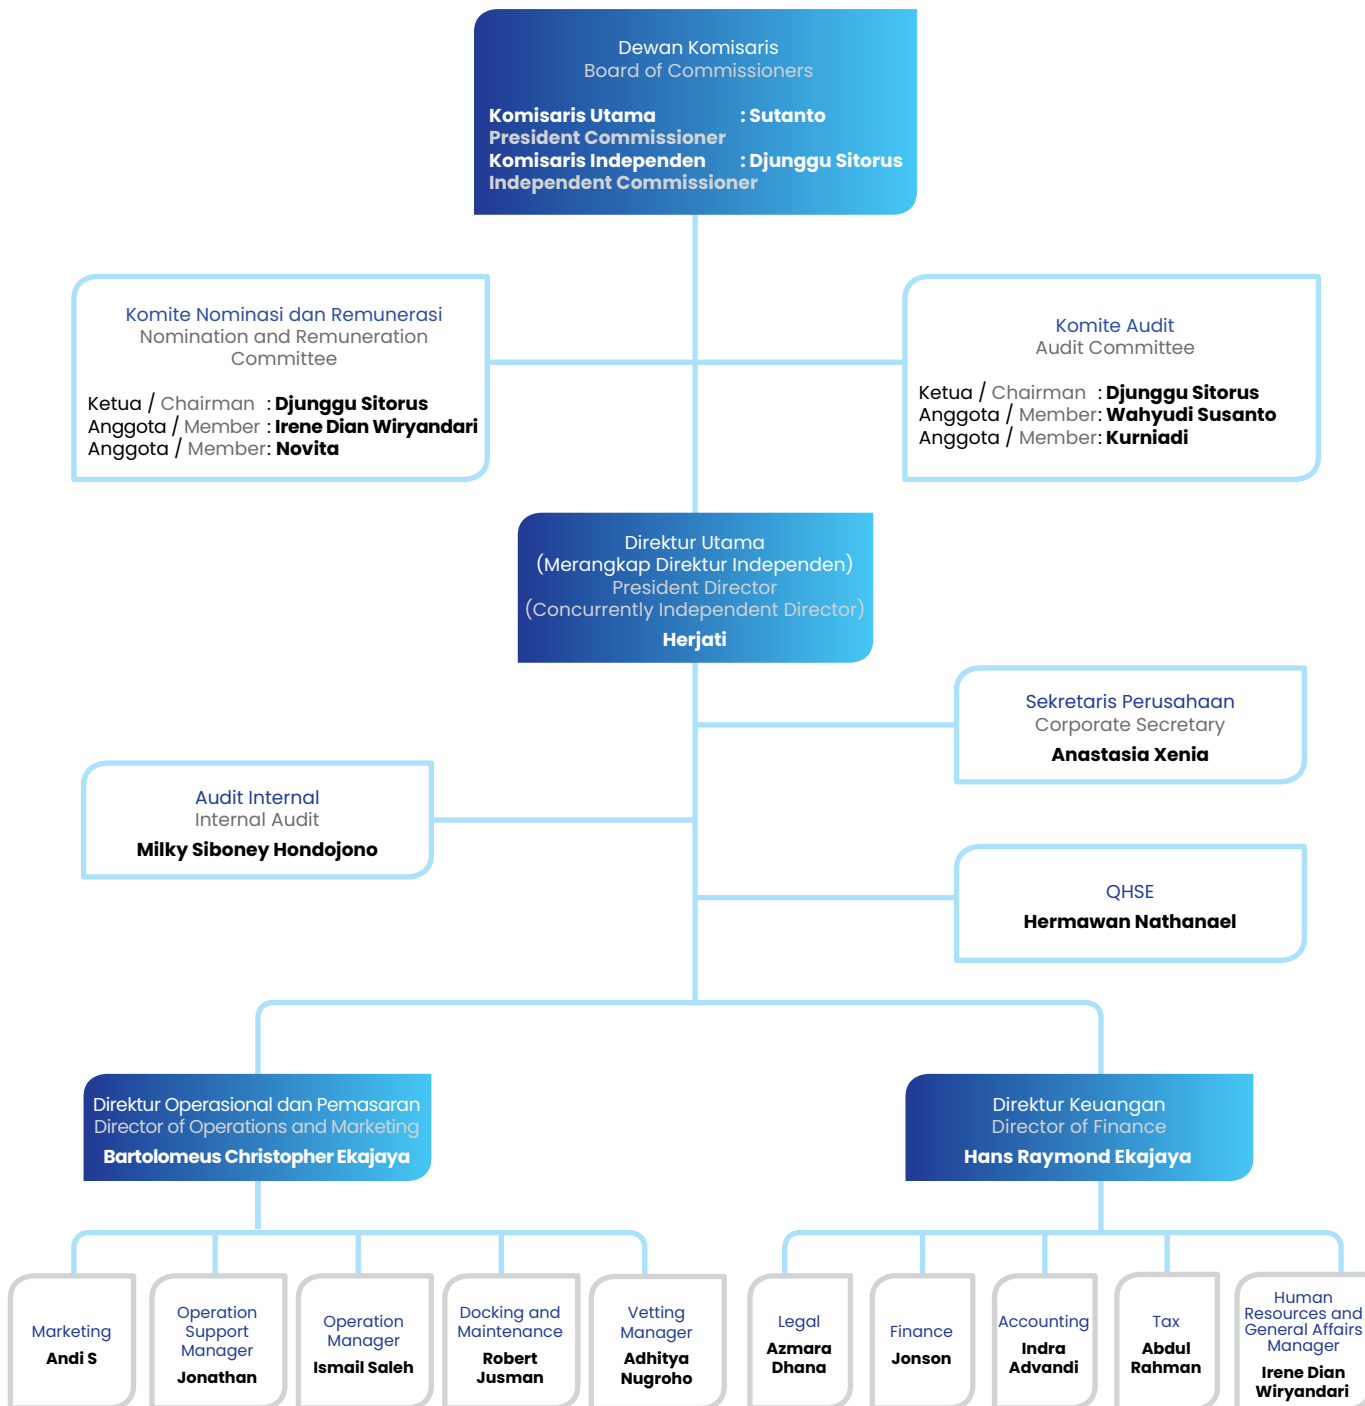 Dewan Komisaris
Board of Commissioners
Komisaris Utama : Sutanto
President Commissioner
Komisaris Independen : Djunggu Sitorus
Independent Commissioner
Komite Nominasi dan Remunerasi
Nomination and Remuneration
Committee
Ketua / Chairman : Djunggu Sitorus
Anggota / Member : Irene Dian Wiryandari
Anggota / Member: Novita
Komite Audit
Audit Committee
Ketua / Chairman : Djunggu Sitorus
Anggota / Member: Wahyudi Susanto
Anggota / Member: Kurniadi
Direktur Utama
(Merangkap Direktur Independen)
President Director
(Concurrently Independent Director)
Herjati
Sekretaris Perusahaan
Corporate Secretary
Anastasia Xenia
Audit Internal
Internal Audit
Milky Siboney Hondojono
QHSE
Hermawan Nathanael
Direktur Operasional dan Pemasaran
Director of Operations and Marketing
Bartolomeus Christopher Ekajaya
Direktur Keuangan
Director of Finance
Hans Raymond Ekajaya
Marketing
Andi S
Operation
Support
Manager
Jonathan
Operation
Manager
Ismail Saleh
Docking and
Maintenance
Robert
Jusman
Vetting
Manager
Adhitya
Nugroho
Legal
Azmara
Dhana
Finance
Jonson
Accounting
Indra
Advandi
Tax
Abdul
Rahman
Human
Resources and
General Affairs
Manager
Irene Dian
Wiryandari